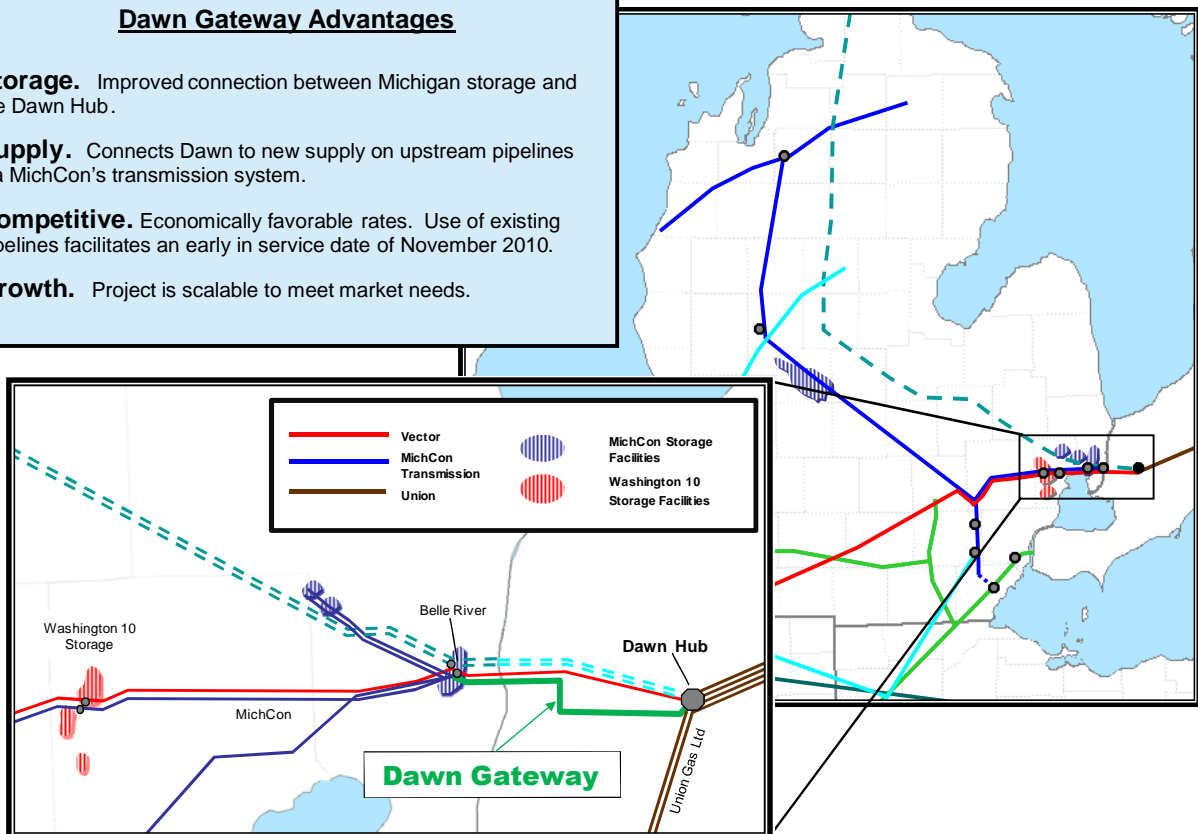 Dawn Gateway Advantages
torage. Improved connection between Michigan storage and
e Dawn Hub.
upply. Connects Dawn to new supply on upstream pipelines
a MichCon's transmission system.
ompetitive. Economically favorable rates. Use of existing
pelines facilitates an early in service date of November 2010.
rowth. Project is scalable to meet market needs.
Vector
MichCon
Transmission
Union
MichCon Storage
Facilities
Washington 10
Storage Facilities
Washington 10
Storage
Belle River
Dawn Hub
MichCon
Dawn Gateway
Union Gas Ltd